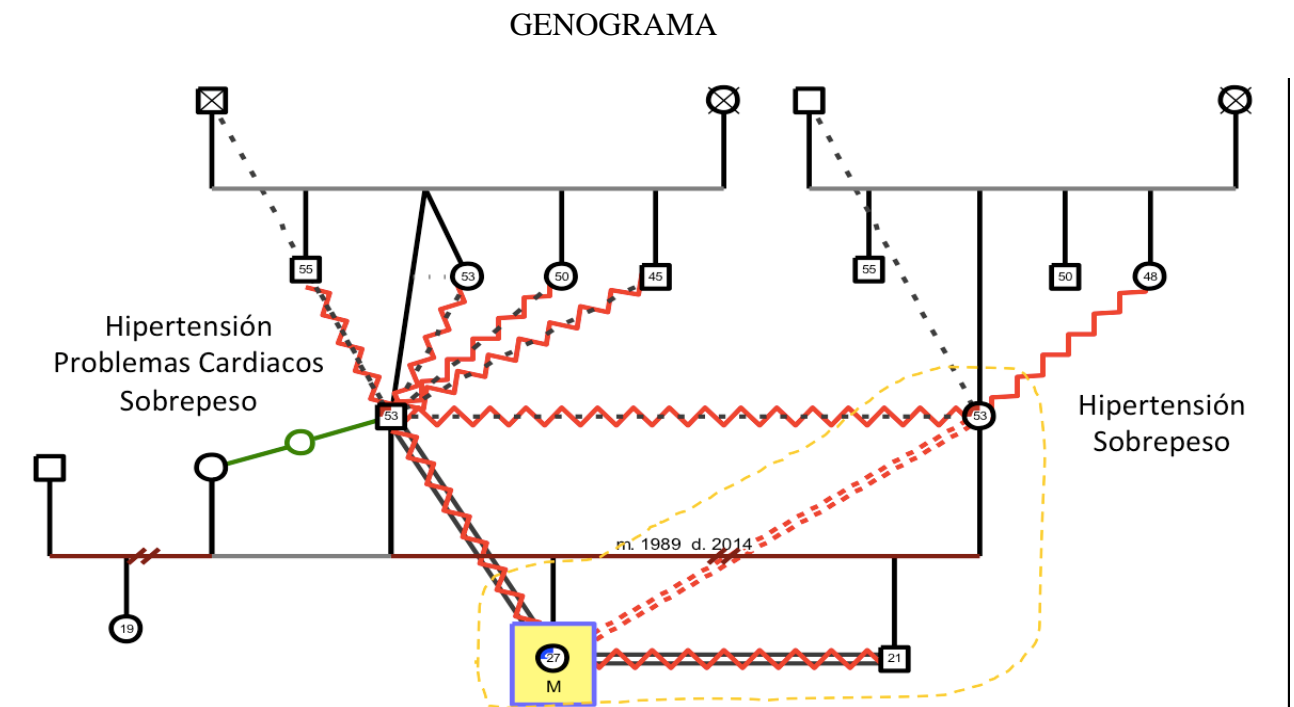 GENOGRAMA
55
53
50
45
55
50
48
Hipertensión
Problemas Cardiacos
Sobrepeso
53
53
Hipertensión
Sobrepeso
m. 1989 d. 2014
19
27
21
M